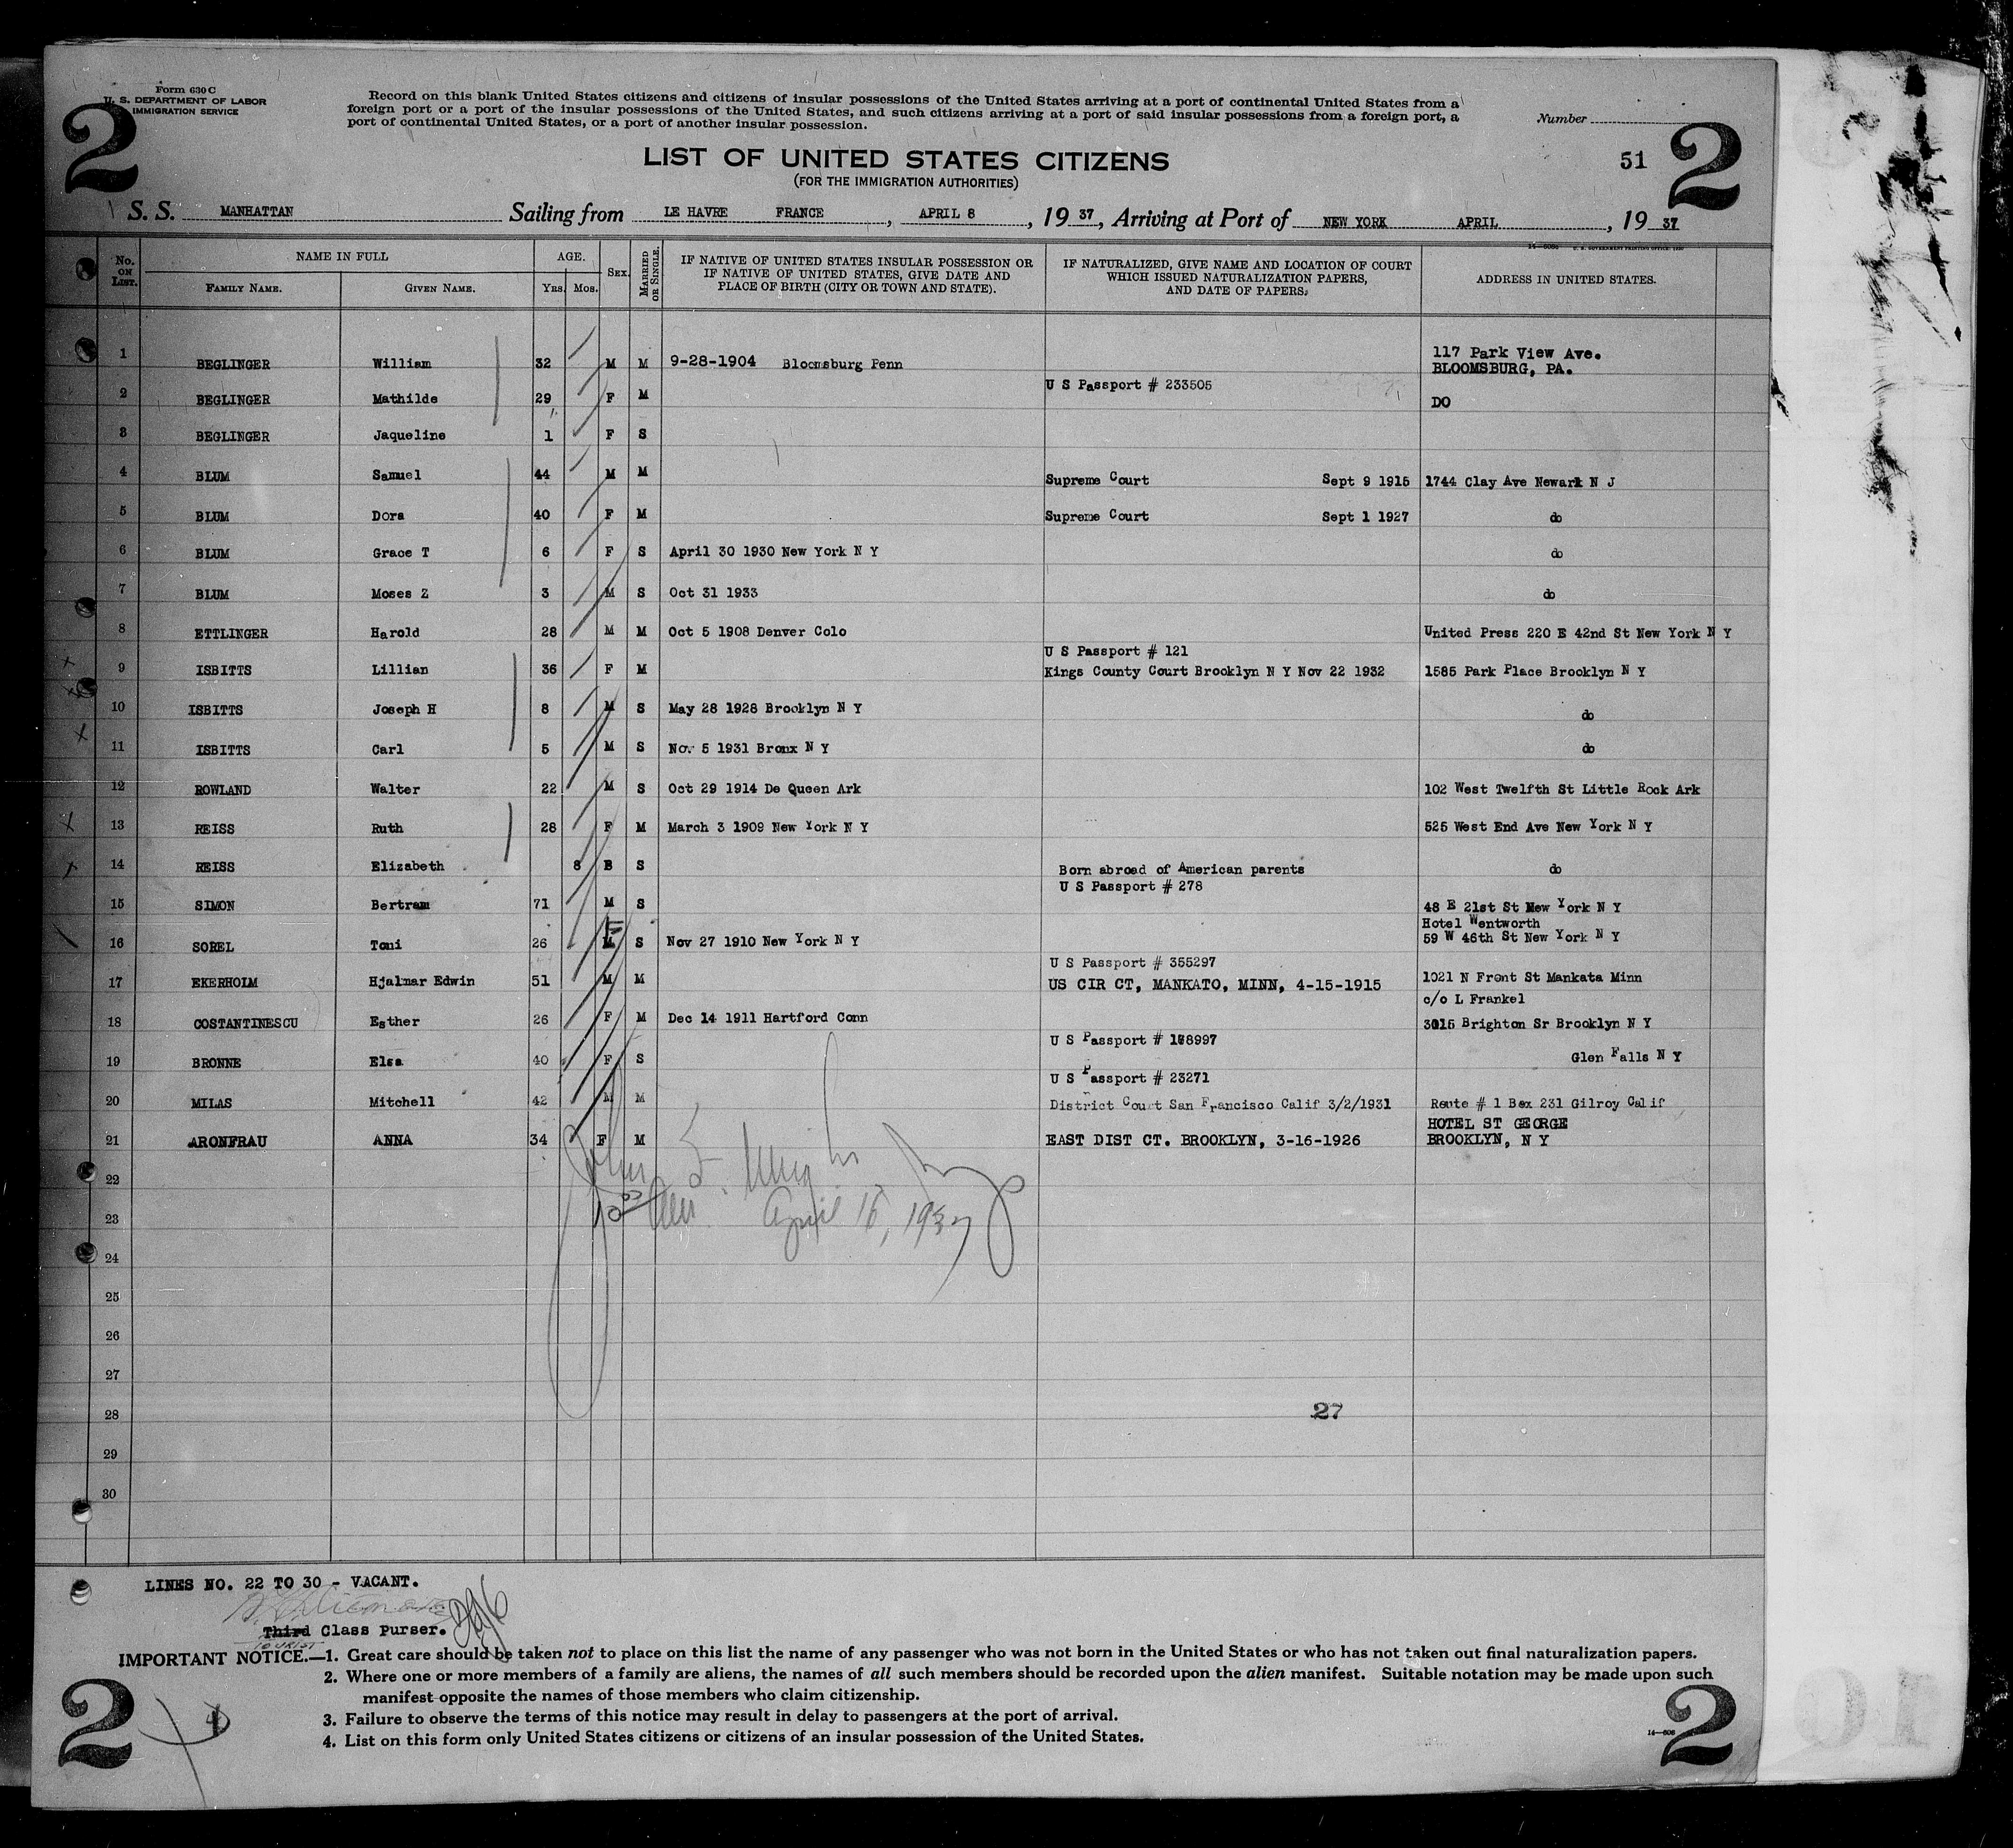 Form 630 C
U. S. DEPARTMENT OF LABOR
IMMIGRATION SERVICE
2
Record on this blank United States citizens and citizens of insular possessions of the United States arriving at a port of continental United States from a
foreign port or a port of the insular possessions of the United States, and such citizens arriving at a port of said insular possessions from a foreign port, a
port of continental United States, or a port of another insular possession.
Number
2
LIST OF UNITED STATES CITIZENS
51
(FOR THE IMMIGRATION AUTHORITIES)
S. S. MANHATTAN Sailing from LE HAVRE FRANCE, APRIL 8, 1937, Arriving at Port of NEW YORK APRIL, 1937
No. ON LIST. NAME IN FULL FAMILY NAME. GIVEN NAME. AGE. YRS. MOS. SEX. MARRIED OR SINGLE. IF NATIVE OF UNITED STATES INSULAR POSSESSION OR IF NATIVE OF UNITED STATES, GIVE DATE AND PLACE OF BIRTH (CITY OR TOWN AND STATE). IF NATURALIZED, GIVE NAME AND LOCATION OF COURT WHICH ISSUED NATURALIZATION PAPERS, AND DATE OF PAPERS. ADDRESS IN UNITED STATES.
117 Park View Ave.
1 BEGLINGER William 32 M M 9-28-1904 Bloomsburg Penn BLOOMSBURG, PA.
U S Passport # 233505
2 BEGLINGER Mathilde 29 F M DO
3 BEGLINGER Jaqueline 1 F S
4 BLUM Samuel 44 M M Supreme Court Sept 9 1915 1744 Clay Ave Newark N J
5 BLUM Dora 40 F M Supreme Court Sept 1 1927 do
6 BLUM Grace T 6 F S April 30 1930 New York N Y do
7 BLUM Moses Z 3 M S Oct 31 1933 do
8 ETTLINGER Harold 28 M M Oct 5 1908 Denver Colo United Press 220 E 42nd St New York N Y
U S Passport # 121
9 ISBITTS Lillian 36 F M Kings County Court Brooklyn N Y Nov 22 1932 1585 Park Place Brooklyn N Y
10 ISBITTS Joseph H 8 M S May 28 1928 Brooklyn N Y do
11 ISBITTS Carl 5 M S Nov 5 1931 Bronx N Y do
12 ROWLAND Walter 22 M S Oct 29 1914 De Queen Ark 102 West Twelfth St Little Rock Ark
13 REISS Ruth 28 F M March 3 1909 New York N Y 525 West End Ave New York N Y
14 REISS Elizabeth 8 S Born abroad of American parents do
U S Passport # 278
15 SIMON Bertram 71 M S 48 E 21st St New York N Y
F Hotel Wentworth
16 SOREL Toni 26 M S Nov 27 1910 New York N Y 59 W 46th St New York N Y
U S Passport # 355297
17 EKERHOLM Hjalmar Edwin 51 M M US CIR CT, MANKATO, MINN, 4-15-1915 1021 N Front St Mankata Minn
c/o L Frankel
18 COSTANTINESCU Esther 26 F M Dec 14 1911 Hartford Conn 3015 Brighton Sr Brooklyn N Y
U S Passport # 168997
19 BRONNE Elsa 40 F S Glen Falls N Y
U S Passport # 23271
20 MILAS Mitchell 42 M M District Court San Francisco Calif 3/2/1931 Route # 1 Box 231 Gilroy Calif
HOTEL ST GEORGE
21 ARONFRAU ANNA 34 F M EAST DIST CT. BROOKLYN, 3-16-1926 BROOKLYN, N Y
22
23 April 15, 1937
24
25
26
27
28 27
29
30
LINES NO. 22 TO 30 - VACANT.
Third Class Purser.
TOURIST
IMPORTANT NOTICE.—1. Great care should be taken not to place on this list the name of any passenger who was not born in the United States or who has not taken out final naturalization papers.
2. Where one or more members of a family are aliens, the names of all such members should be recorded upon the alien manifest. Suitable notation may be made upon such
manifest opposite the names of those members who claim citizenship.
3. Failure to observe the terms of this notice may result in delay to passengers at the port of arrival.
4. List on this form only United States citizens or citizens of an insular possession of the United States.
2
2